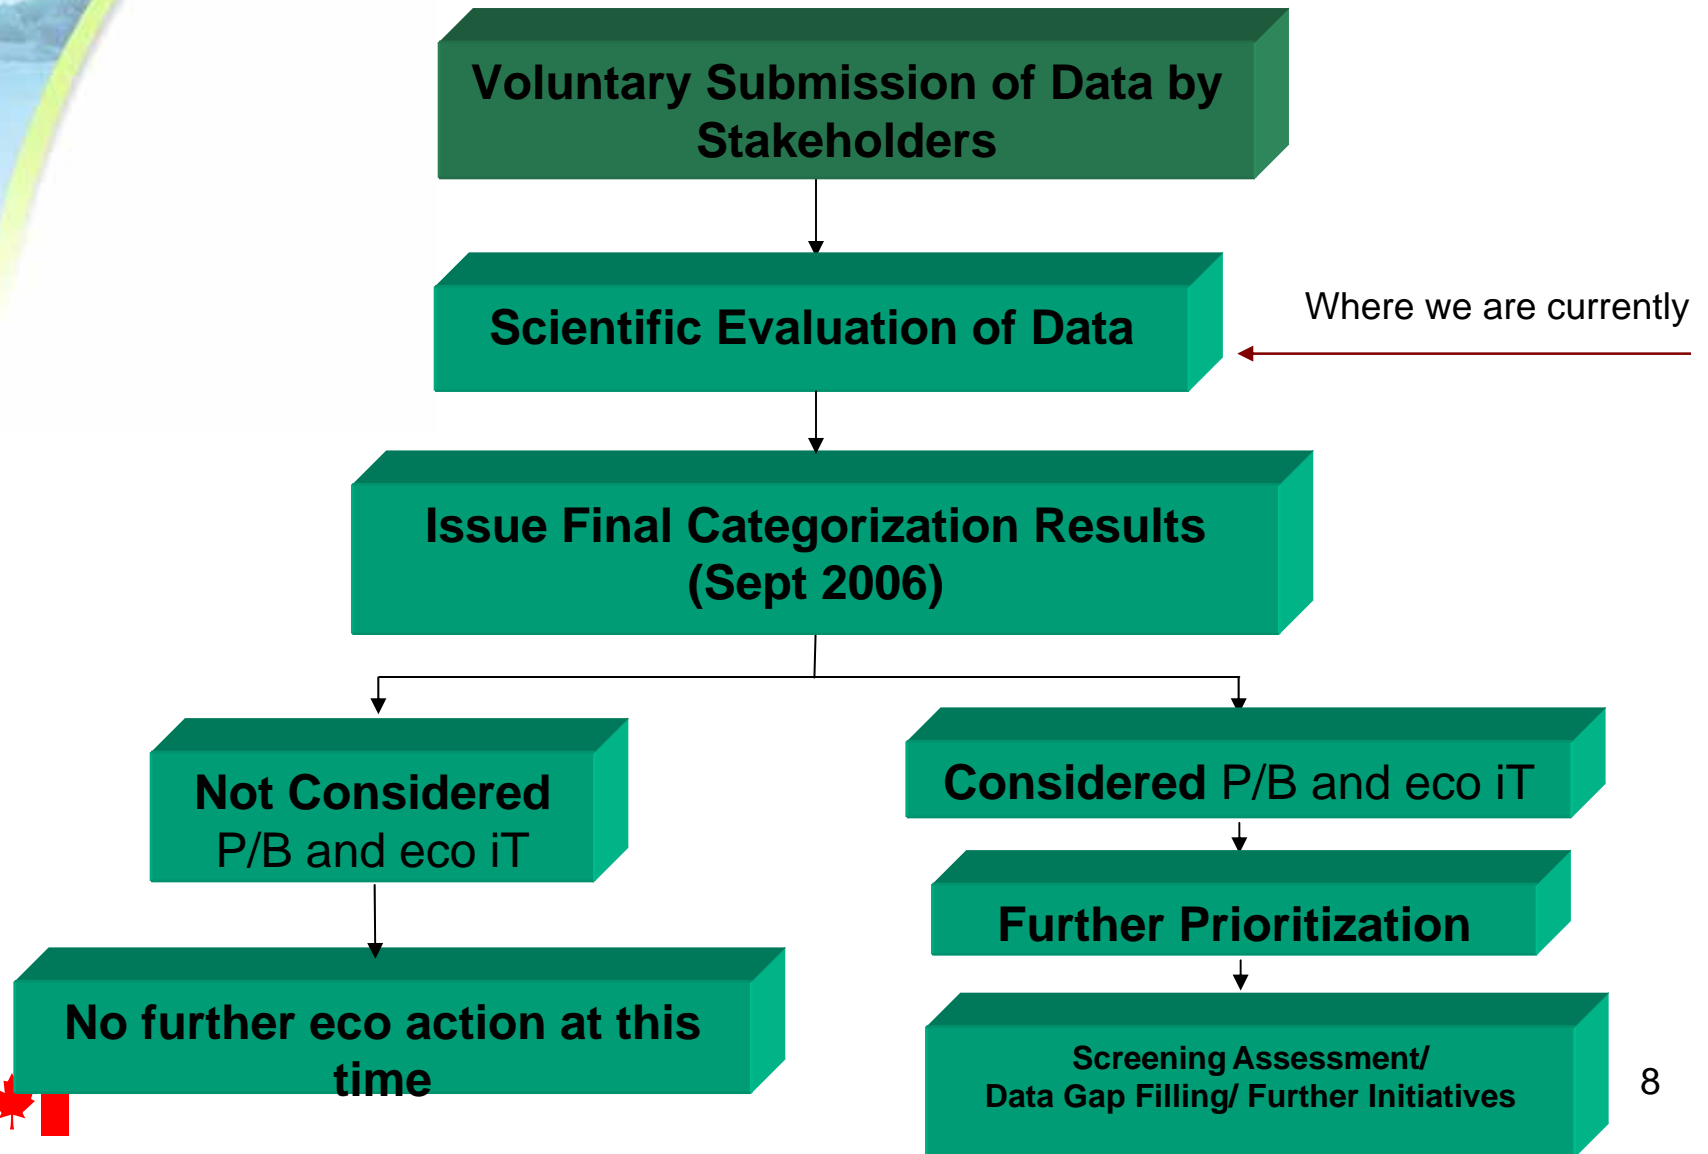 Voluntary Submission of Data by
Stakeholders
Scientific Evaluation of Data
Where we are currently
Issue Final Categorization Results
(Sept 2006)
Not Considered
P/B and eco iT
Considered P/B and eco iT
Further Prioritization
No further eco action at this
time
Screening Assessment/
Data Gap Filling/ Further Initiatives
8